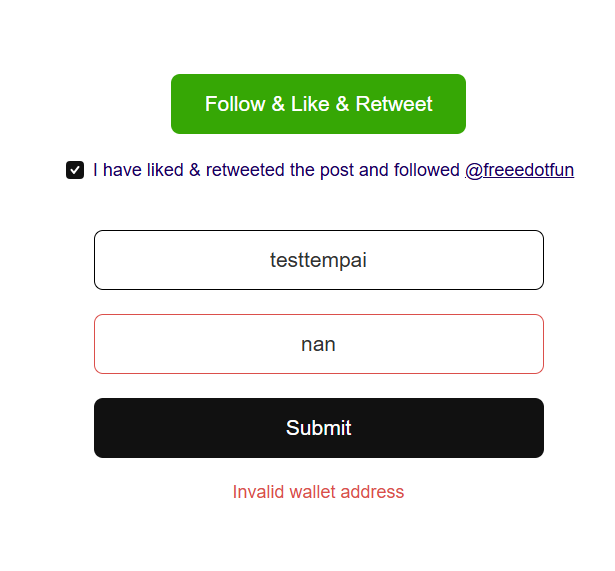 Follow & Like & Retweet
I have liked & retweeted the post and followed @freeedotfun
testtempai
nan
Submit
Invalid wallet address